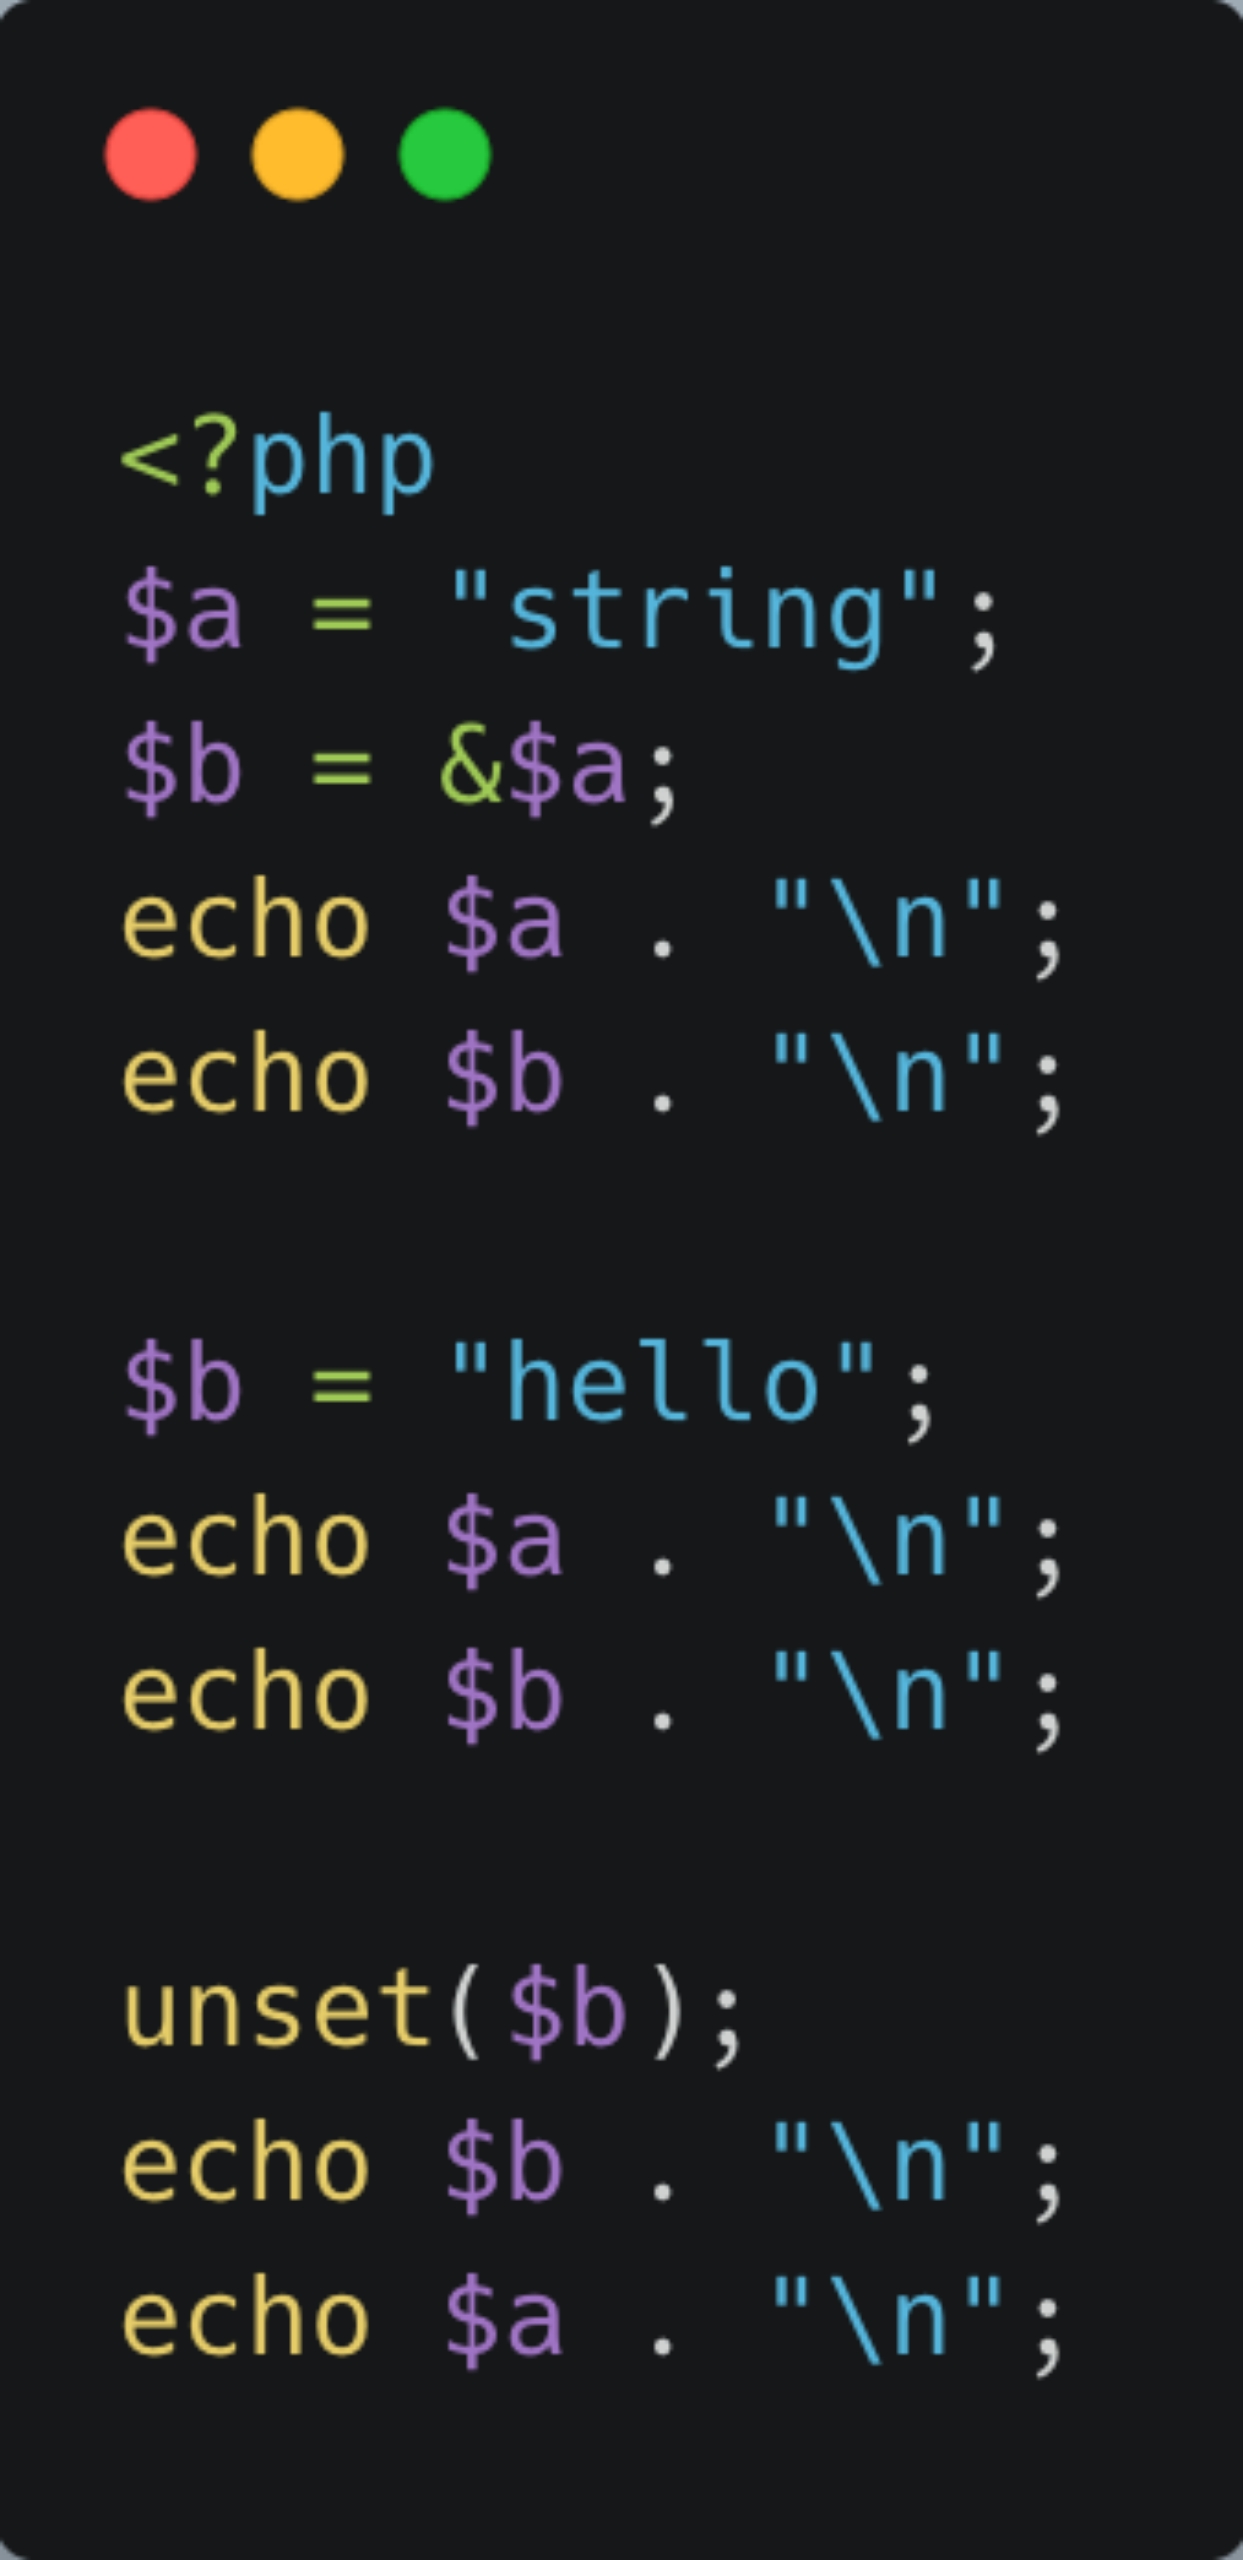 <?php
$a = "string";
$b = &$a;
echo $a . "\n";
echo $b . "\n";
$b = "hello";
echo $a . "\n";
echo $b . "\n";
unset($b);
echo $b . "\n";
echo $a . "\n";